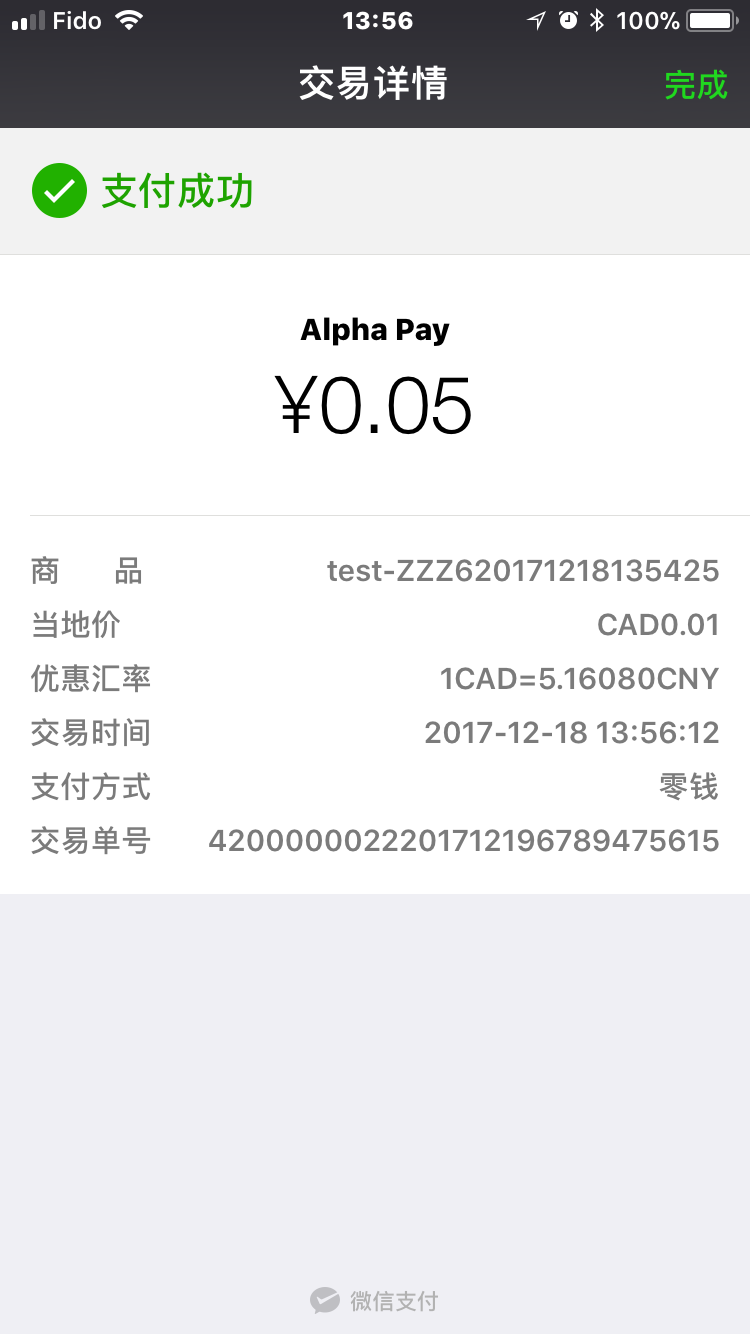 Fido 13:56 100%
交易详情 完成
支付成功
Alpha Pay
¥0.05
商 品 test-ZZZ620171218135425
当地价 CAD0.01
优惠汇率 1CAD=5.16080CNY
交易时间 2017-12-18 13:56:12
支付方式 零钱
交易单号 4200000022201712196789475615
微信支付